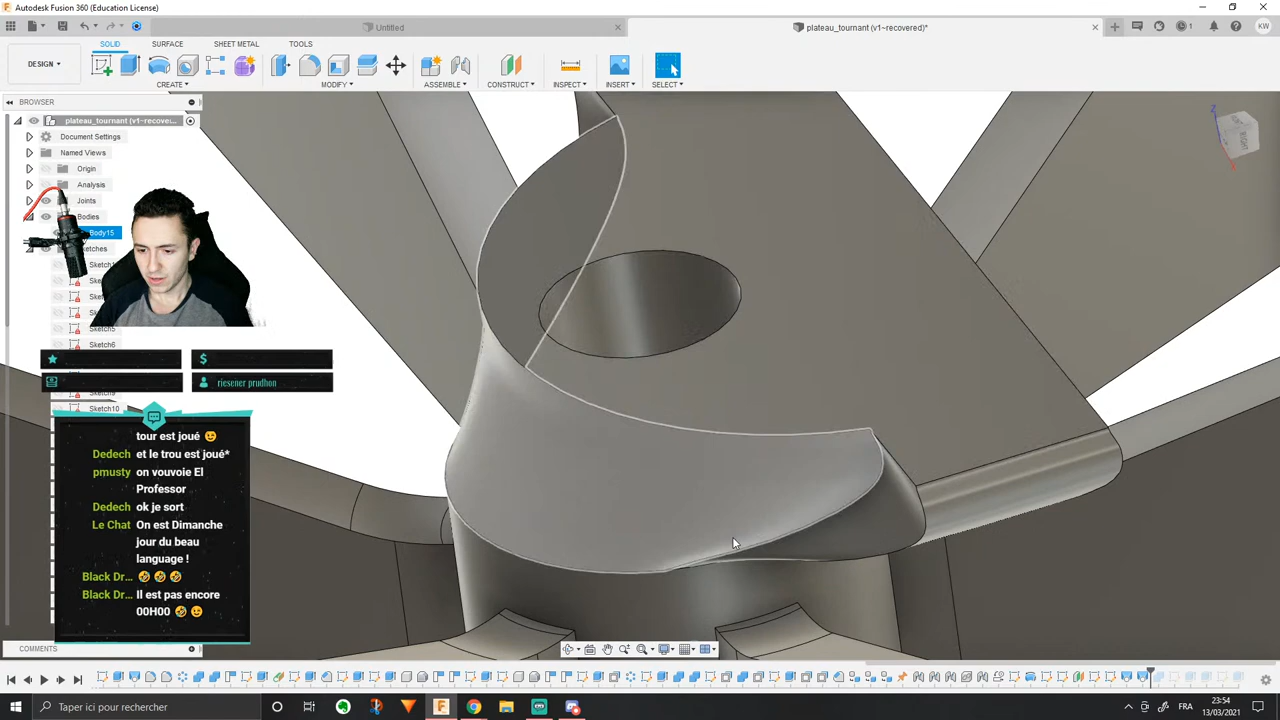 Autodesk Fusion 360 (Education License)
Untitled
plateau_tournant (v1~recovered)*
1
KW
SOLID
SURFACE
SHEET METAL
TOOLS
DESIGN
CREATE
MODIFY
ASSEMBLE
CONSTRUCT
INSPECT
INSERT
SELECT
BROWSER
plateau_tournant (v1~recove...
Document Settings
Named Views
Origin
Analysis
Joints
Bodies
Body15
Sketch5
Sketch6
Sketch10
Z
RIGHT
$
riesener prudhon
tour est joué 😉
Dedech et le trou est joué*
pmusty on vouvoie El
Professor
Dedech ok je sort
Le Chat On est Dimanche
jour du beau
language !
Black Dr... 🤣 🤣 🤣
Black Dr... Il est pas encore
00H00 🤣 😉
COMMENTS
Taper ici pour rechercher
FRA
23:54
13/03/2021